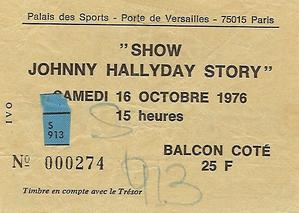 Palais des Sports - Porte de Versailles - 75015 Paris
"SHOW
JOHNNY HALLYDAY STORY"
SAMEDI 16 OCTOBRE 1976
15 heures
IVO
S
913
S
913
BALCON COTÉ
25 F
Nº 000274
Timbre en compte avec le Trésor